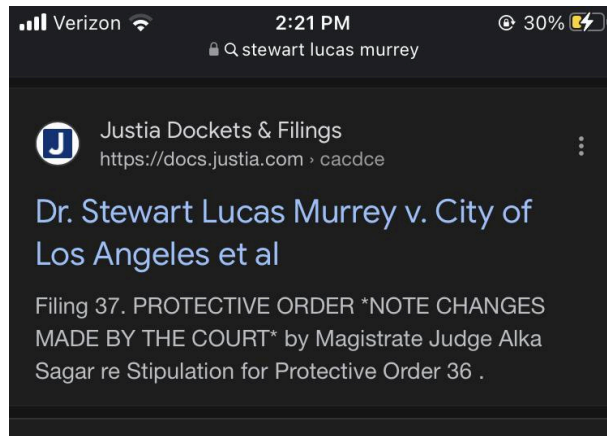 Verizon 2:21 PM 30%
stewart lucas murrey
J Justia Dockets & Filings
https://docs.justia.com › cacdce
Dr. Stewart Lucas Murrey v. City of
Los Angeles et al
Filing 37. PROTECTIVE ORDER *NOTE CHANGES
MADE BY THE COURT* by Magistrate Judge Alka
Sagar re Stipulation for Protective Order 36 .